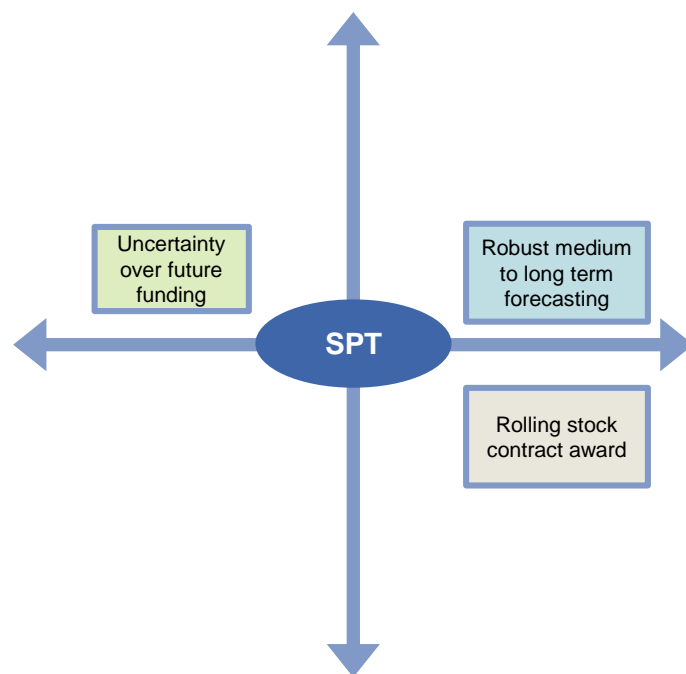 Uncertainty
over future
funding
Robust medium
to long term
forecasting
SPT
Rolling stock
contract award